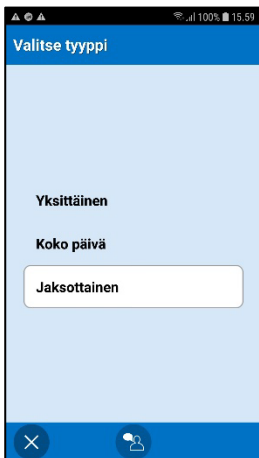 100% 15.59
Valitse tyyppi
Yksittäinen
Koko päivä
Jaksottainen